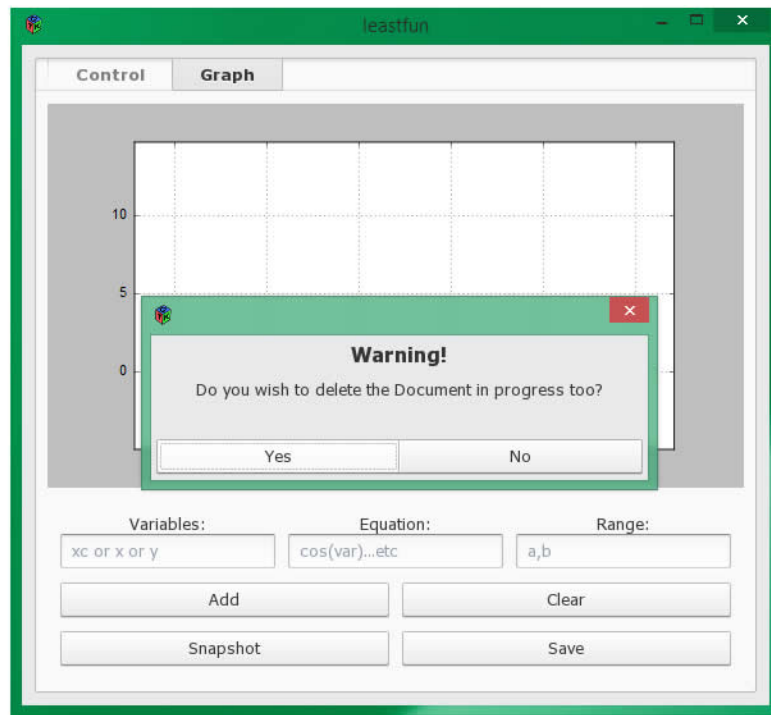 leastfun
Control Graph
10
5
0
Warning!
Do you wish to delete the Document in progress too?
Yes No
Variables: Equation: Range:
xc or x or y cos(var)...etc a,b
Add Clear
Snapshot Save